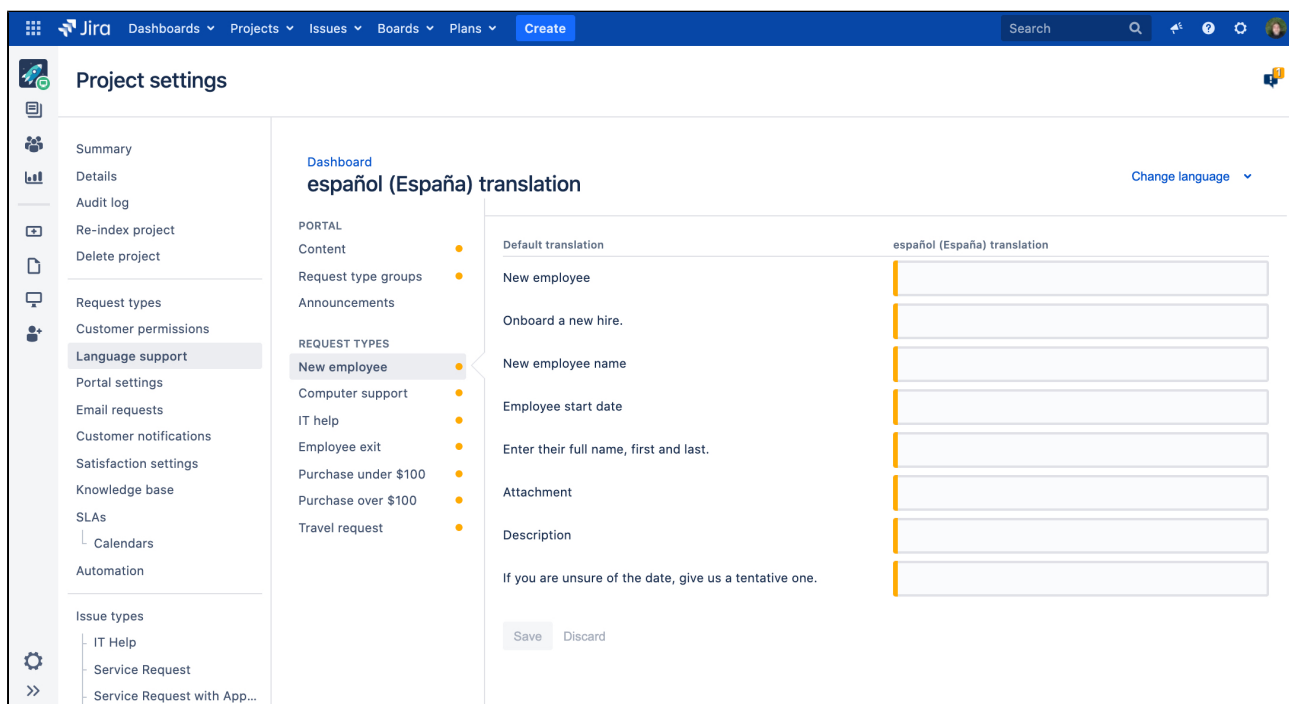 Jira Dashboards Projects Issues Boards Plans Create Search
Project settings
1
Summary
Details
Audit log
Re-index project
Delete project
Request types
Customer permissions
Language support
Portal settings
Email requests
Customer notifications
Satisfaction settings
Knowledge base
SLAs
Calendars
Automation
Issue types
IT Help
Service Request
Service Request with App...
Dashboard
español (España) translation
Change language
PORTAL
Content
Request type groups
Announcements
REQUEST TYPES
New employee
Computer support
IT help
Employee exit
Purchase under $100
Purchase over $100
Travel request
Default translation español (España) translation
New employee
Onboard a new hire.
New employee name
Employee start date
Enter their full name, first and last.
Attachment
Description
If you are unsure of the date, give us a tentative one.
Save Discard